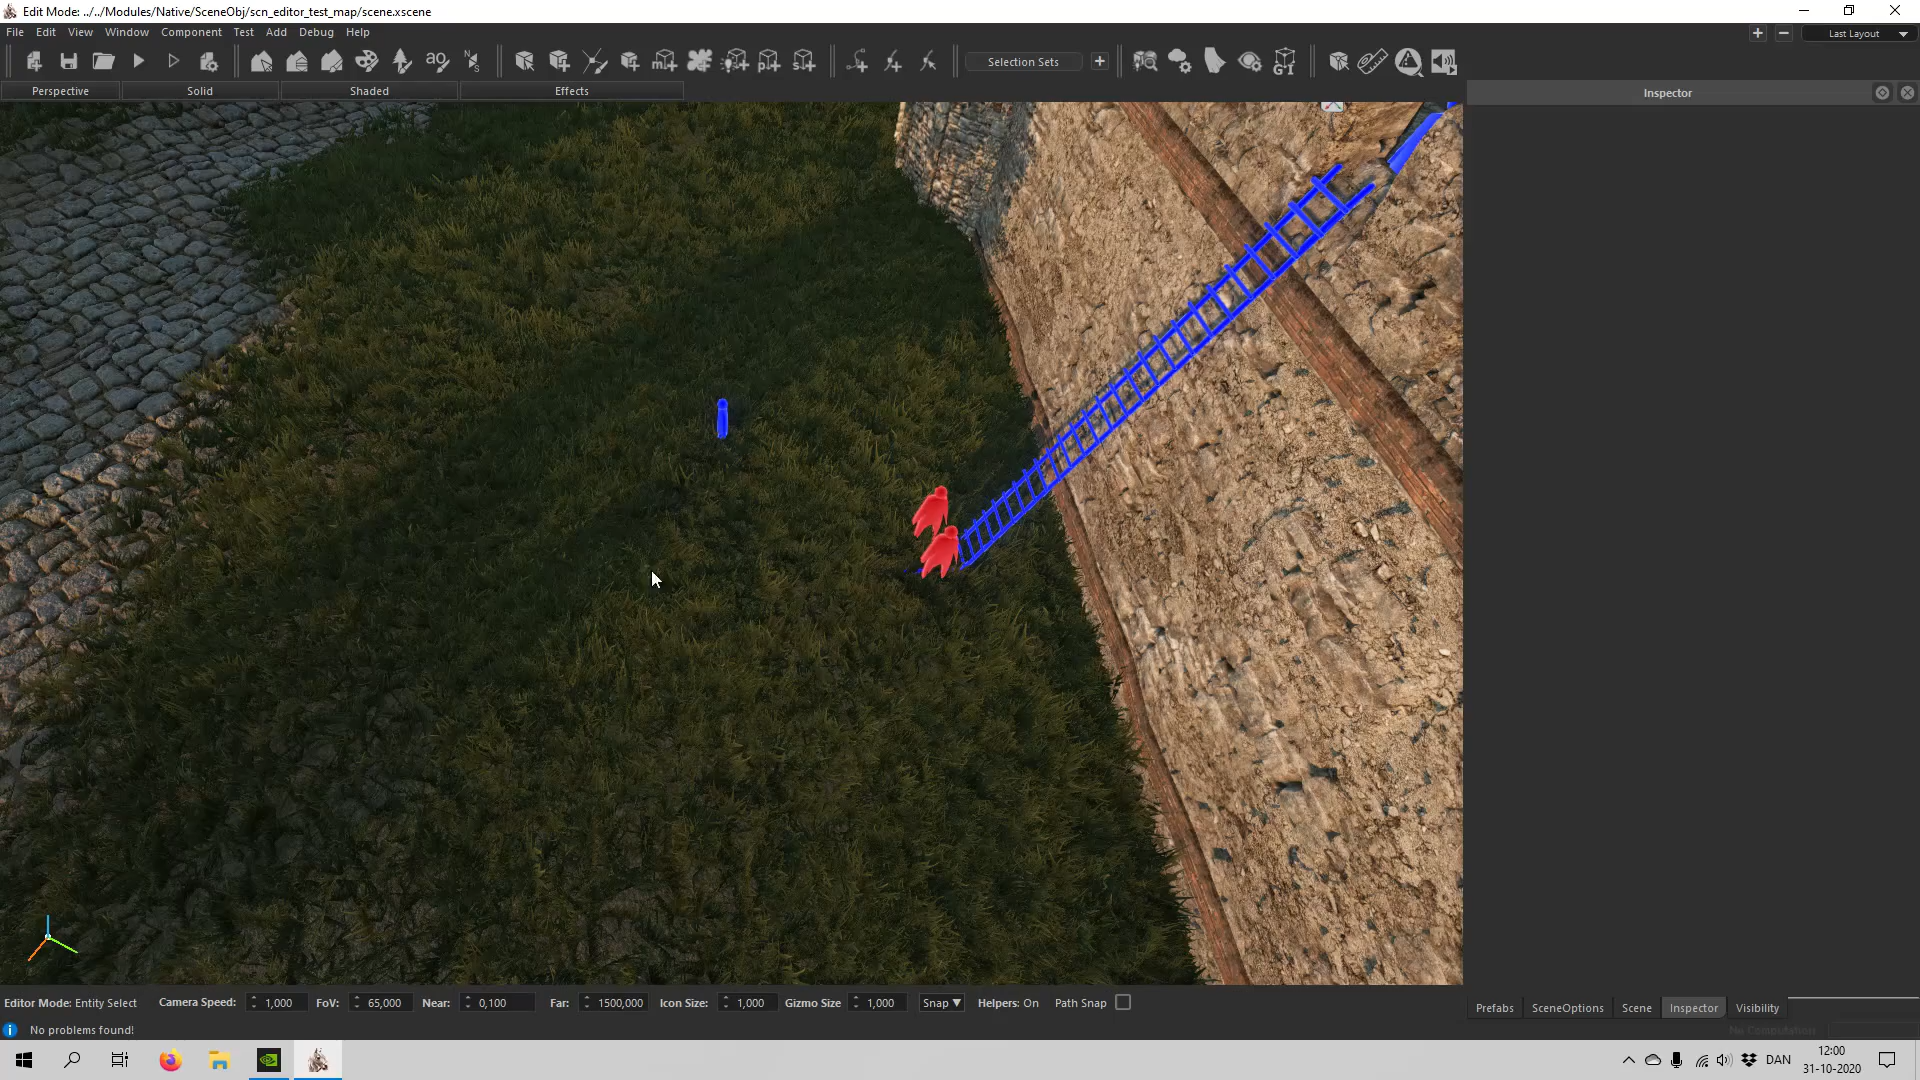 Edit Mode: ../../Modules/Native/SceneObj/scn_editor_test_map/scene.xscene
File Edit View Window Component Test Add Debug Help
Last Layout
Selection Sets
Perspective Solid Shaded Effects
Inspector
Editor Mode: Entity Select Camera Speed: 1,000 FoV: 65,000 Near: 0,100 Far: 1500,000 Icon Size: 1,000 Gizmo Size 1,000 Snap Helpers: On Path Snap
Prefabs SceneOptions Scene Inspector Visibility
No problems found!
No Computation
DAN
12:00
31-10-2020